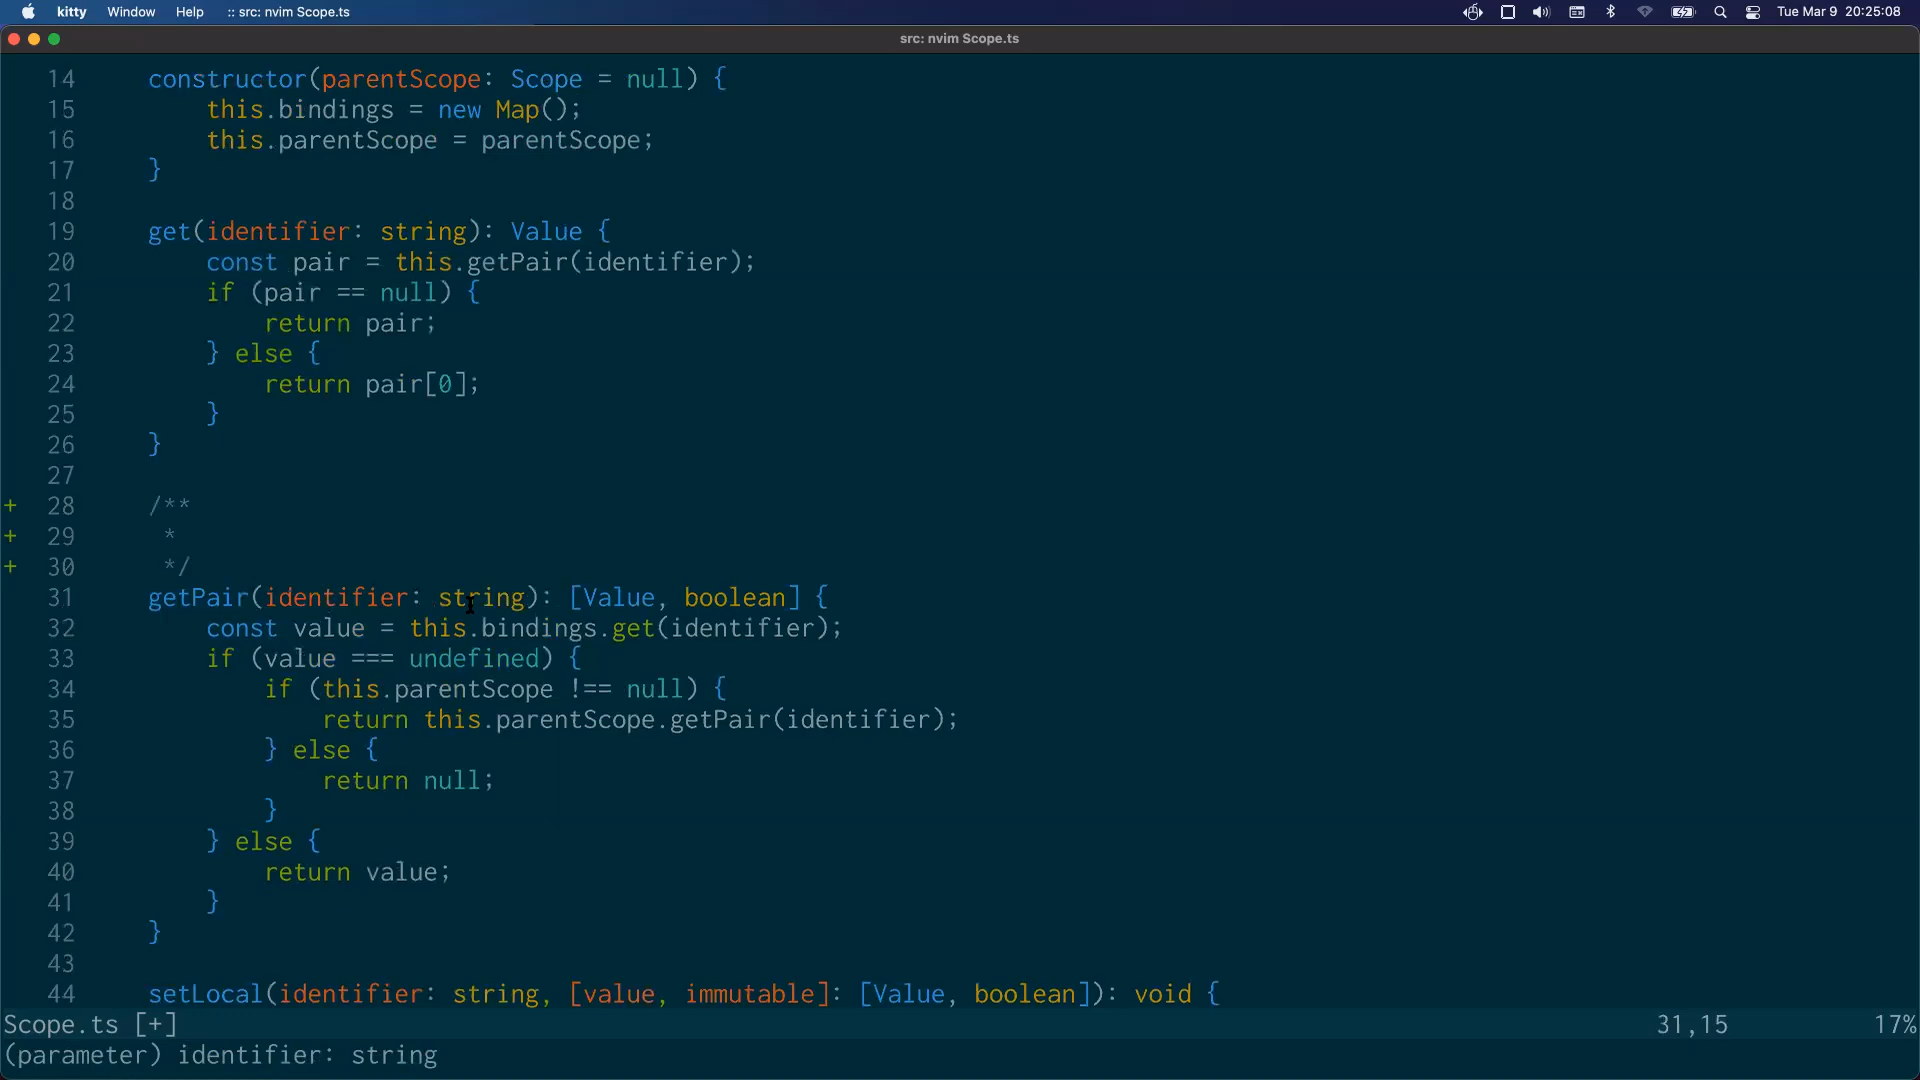 kitty Window Help :: src: nvim Scope.ts Tue Mar 9 20:25:08
src: nvim Scope.ts
14 constructor(parentScope: Scope = null) {
15 this.bindings = new Map();
16 this.parentScope = parentScope;
17 }
18
19 get(identifier: string): Value {
20 const pair = this.getPair(identifier);
21 if (pair == null) {
22 return pair;
23 } else {
24 return pair[0];
25 }
26 }
27
+ 28 /**
+ 29 *
+ 30 */
31 getPair(identifier: string): [Value, boolean] {
32 const value = this.bindings.get(identifier);
33 if (value === undefined) {
34 if (this.parentScope !== null) {
35 return this.parentScope.getPair(identifier);
36 } else {
37 return null;
38 }
39 } else {
40 return value;
41 }
42 }
43
44 setLocal(identifier: string, [value, immutable]: [Value, boolean]): void {
Scope.ts [+] 31,15 17%
(parameter) identifier: string